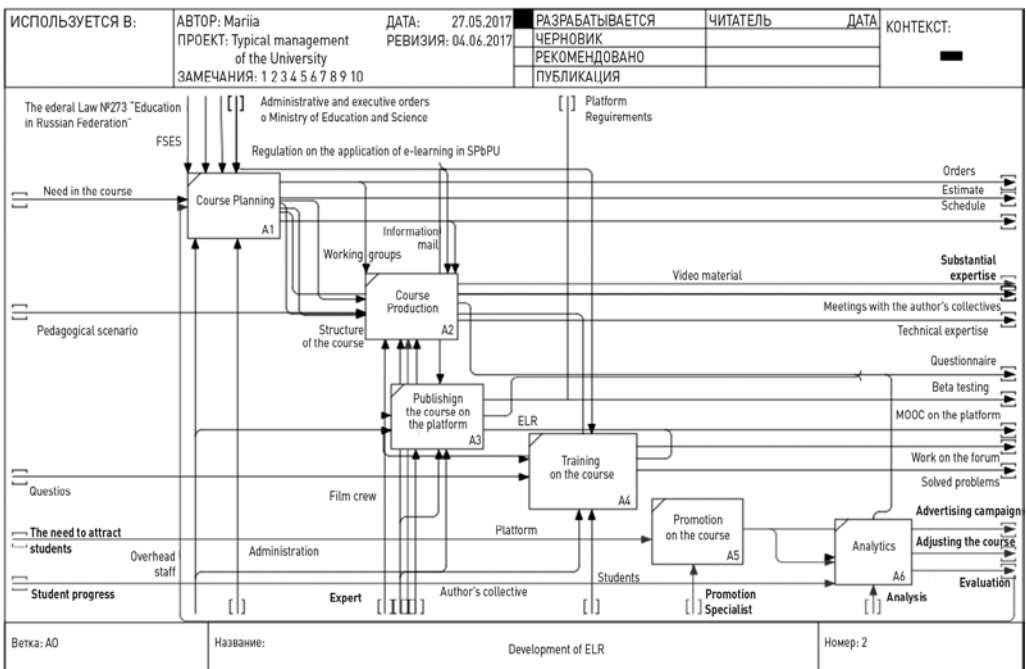 ИСПОЛЬЗУЕТСЯ В:
АВТОР: Mariia
ДАТА: 27.05.2017
ПРОЕКТ: Typical management
of the University
РЕВИЗИЯ: 04.06.2017
ЗАМЕЧАНИЯ: 1 2 3 4 5 6 7 8 9 10
РАЗРАБАТЫВАЕТСЯ
ЧЕРНОВИК
РЕКОМЕНДОВАНО
ПУБЛИКАЦИЯ
ЧИТАТЕЛЬ
ДАТА
КОНТЕКСТ:
The ederal Law №273 "Education
in Russian Federation"
FSES
Administrative and executive orders
o Ministry of Education and Science
Platform
Reguirements
Regulation on the application of e-learning in SPbPU
Need in the course
Course Planning
A1
Orders
Estimate
Schedule
Information
mail
Working groups
Substantial
expertise
Video material
Course
Production
A2
Meetings with the author's collectives
Pedagogical scenario
Structure
of the course
Technical expertise
Questionnaire
Beta testing
Publishign
the course on
the platform
A3
ELR
MOOC on the platform
Training
on the course
A4
Work on the forum
Solved problems
Questios
Film crew
Promotion
on the course
A5
Advertising campaign
The need to attract
students
Platform
Analytics
A6
Adjusting the course
Overhead
staff
Administration
Students
Evaluation
Student progress
Expert
Author's collective
Promotion
Specialist
Analysis
Ветка: A0
Название:
Development of ELR
Номер: 2